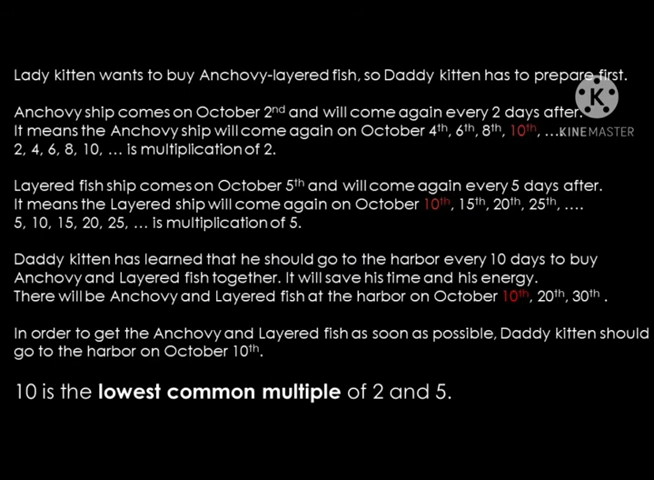 Lady kitten wants to buy Anchovy-layered fish, so Daddy kitten has to prepare first.
Anchovy ship comes on October 2nd and will come again every 2 days after.
It means the Anchovy ship will come again on October 4th, 6th, 8th, 10th, ....
2, 4, 6, 8, 10, ... is multiplication of 2.
K
KINEMASTER
Layered fish ship comes on October 5th and will come again every 5 days after.
It means the Layered ship will come again on October 10th, 15th, 20th, 25th, ....
5, 10, 15, 20, 25, ... is multiplication of 5.
Daddy kitten has learned that he should go to the harbor every 10 days to buy
Anchovy and Layered fish together. It will save his time and his energy.
There will be Anchovy and Layered fish at the harbor on October 10th, 20th, 30th .
In order to get the Anchovy and Layered fish as soon as possible, Daddy kitten should
go to the harbor on October 10th.
10 is the lowest common multiple of 2 and 5.